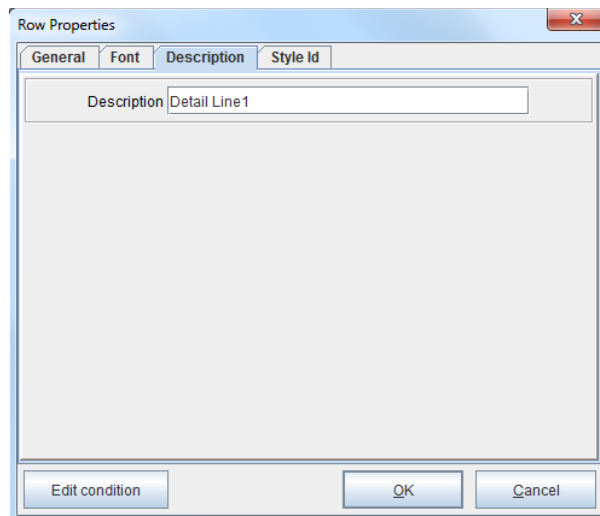 Row Properties
General Font Description Style Id
Description Detail Line1
Edit condition OK Cancel